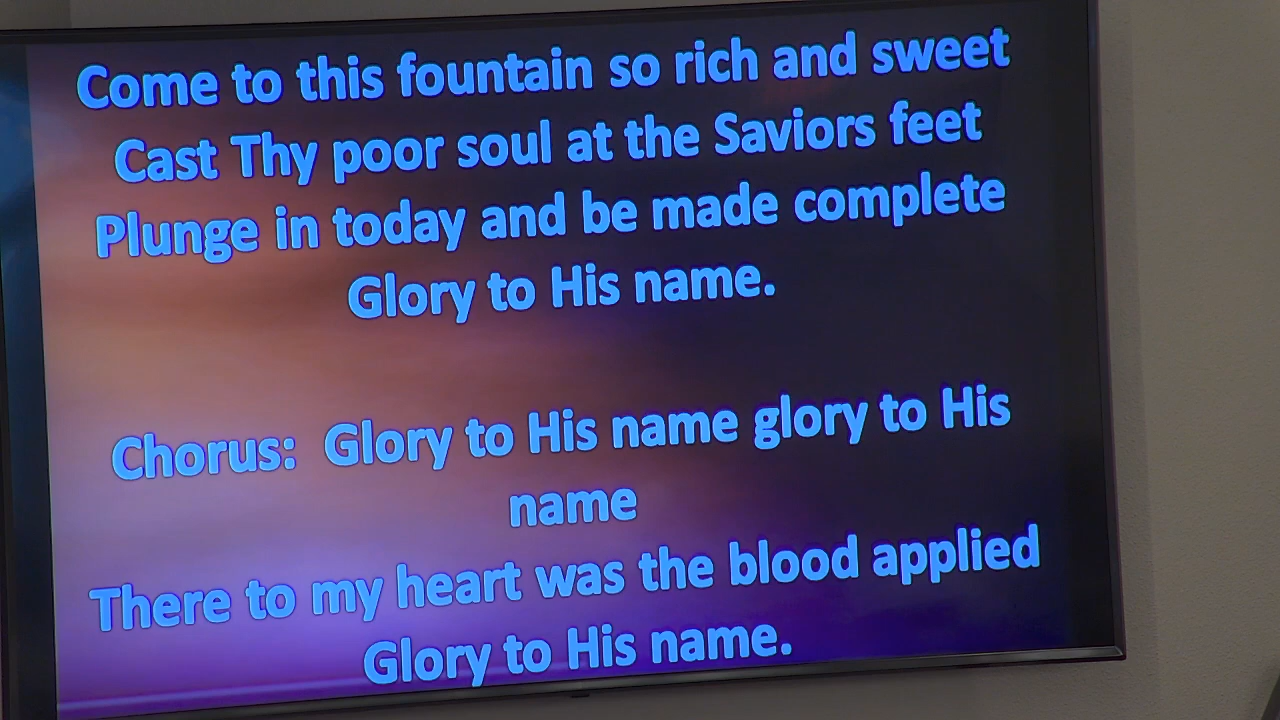 Come to this fountain so rich and sweet
Cast Thy poor soul at the Saviors feet
Plunge in today and be made complete
Glory to His name.
Chorus:  Glory to His name glory to His
name
There to my heart was the blood applied
Glory to His name.